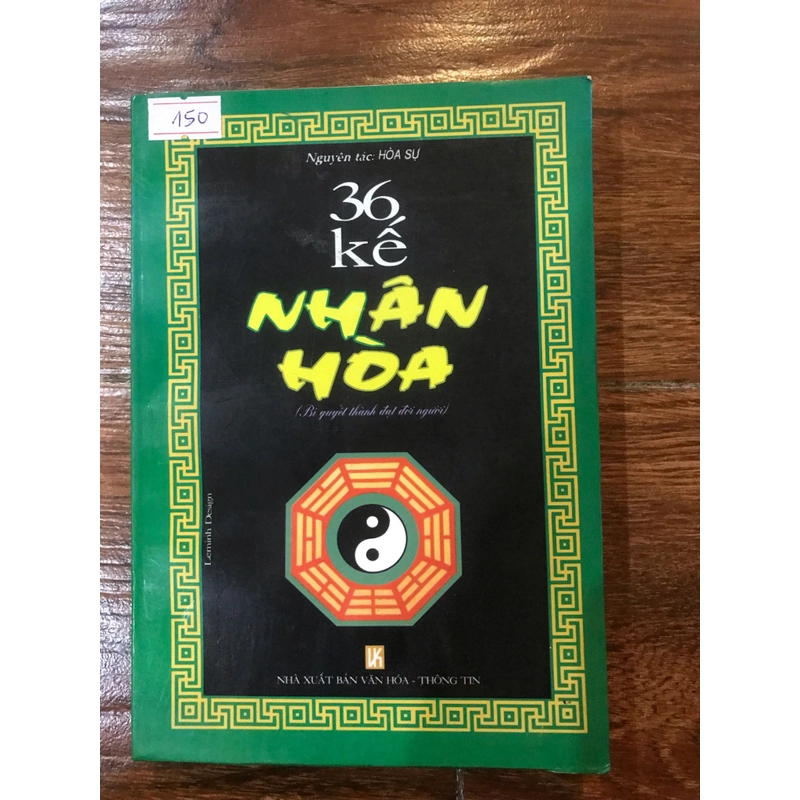 150
Nguyên tác: HÒA SỰ
36
kế
NHÂN
HÒA
(Bí quyết thành đạt đời người)
Leminh Design
NHÀ XUẤT BẢN VĂN HÓA - THÔNG TIN